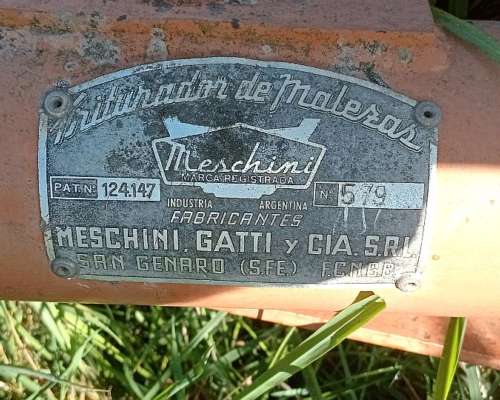 Triturador de Malezas
Meschini
MARCA REGISTRADA
PAT. Nº 124.147
INDUSTRIA ARGENTINA
Nº 579
FABRICANTES
MESCHINI, GATTI y CIA. S.R.L.
SAN GENARO (S.FE.) F.C.N.G.B.